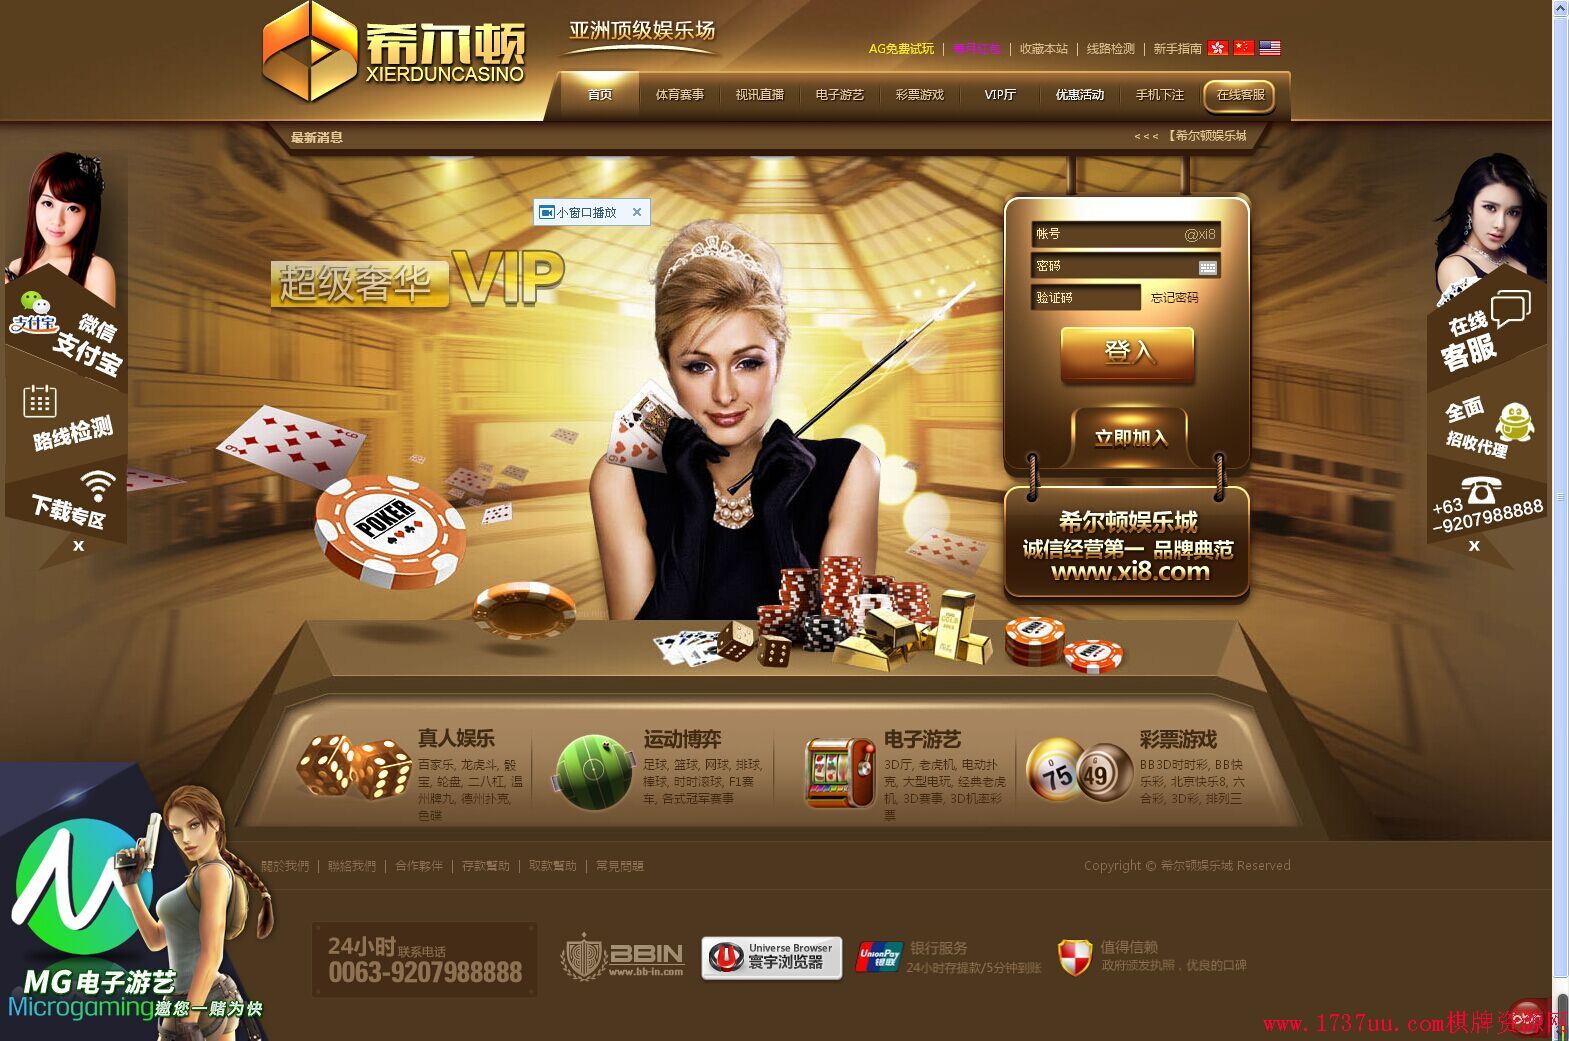 希尔顿
XIERDUNCASINO
亚洲顶级娱乐场
AG免费试玩 | 每月红包 | 收藏本站 | 线路检测 | 新手指南
首页 体育赛事 视讯直播 电子游艺 彩票游戏 VIP厅 优惠活动 手机下注 在线客服
最新消息
<<< 【希尔顿娱乐城
小窗口播放 ×
超级奢华 VIP
帐号 @xi8
密码
验证码 忘记密码
登入
立即加入
希尔顿娱乐城
诚信经营第一 品牌典范
www.xi8.com
支付宝
微信
支付宝
路线检测
下载专区
x
在线
客服
全面
招收代理
+63
-9207988888
x
POKER
真人娱乐
百家乐, 龙虎斗, 骰
宝, 轮盘, 二八杠, 温
州牌九, 德州扑克,
色碟
运动博弈
足球, 篮球, 网球, 排球,
棒球, 时时滚球, F1赛
车, 各式冠军赛事
电子游艺
3D厅, 老虎机, 电动扑
克, 大型电玩, 经典老虎
机, 3D赛事, 3D机率彩
票
75 49
彩票游戏
BB3D时时彩, BB快
乐彩, 北京快乐8, 六
合彩, 3D彩, 排列三
關於我們 | 聯絡我們 | 合作夥伴 | 存款幫助 | 取款幫助 | 常見問題
Copyright © 希尔顿娱乐城 Reserved
24小时 联系电话
0063-9207988888
BBIN
www.bb-in.com
Universe Browser
寰宇浏览器
UnionPay
银联
银行服务
24小时存提款/5分钟到账
值得信赖
政府颁发执照，优良的口碑
MG电子游艺
Microgaming邀您一赌为快
www.1737uu.com棋牌资源网